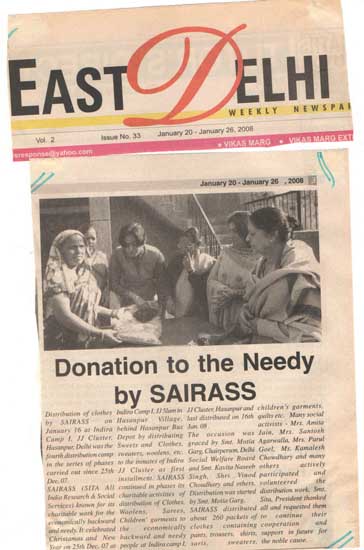 EAST DELHI
WEEKLY NEWSPAP
Vol. 2 Issue No. 33 January 20 - January 26, 2008
esresponse@yahoo.com • VIKAS MARG • VIKAS MARG EXT
January 20 - January 26 , 2008
Donation to the Needy
by SAIRASS
Distribution of clothes
by SAIRASS on
January 16 at Indira
Camp I, JJ Cluster,
Hasanpur, Delhi was the
fourth distribution camp
in the series of phases
carried out since 25th
Dec, 07.
SAIRASS (SITA All
India Research & Social
Services) known for its
charitable work for the
economically backward
and needy. It celebrated
Christamas and New
Year on 25th Dec, 07 at
Indira Camp I, JJ Slum in
Hasanpur Village,
behind Hasanpur Bus
Depot by distributing
Sweets and Clothes,
sweaters, woolens, etc.
to the inmates of Indira
JJ Cluster as first
installment. SAIRASS
initiated in phases its
charitable activities of
distribution of Clothes,
Woolens, Sarees,
Children' garments to
the economically
backward and needy
people at Indira camp I,
JJ Cluster, Hasanpur and
last distributed on 16th
Jan. 08 .
The occasion was
graced by Smt. Motia
Garg, Chairperson, Delhi
Social Welfare Board
and Smt. Kavita Naseeb
Singh, Shri Vinod
Choudhary and others.
Distribution was started
by Smt. Motia Garg.
SAIRASS distributed
about 260 packets of
clothes containing
pants, trousers, shirts,
saris, sweaters,
children's garments,
quilts etc. Many social
activists - Mrs. Amita
Jain, Mrs. Santosh
Agarwalla, Mrs. Parul
Goel, Ms. Kamalesh
Chowdhary and many
others actively
participated and
volunteered the
distribution work. Smt.
Sita, President thanked
all and requested them
to continue their
cooperation and
support in future for
the noble cause.